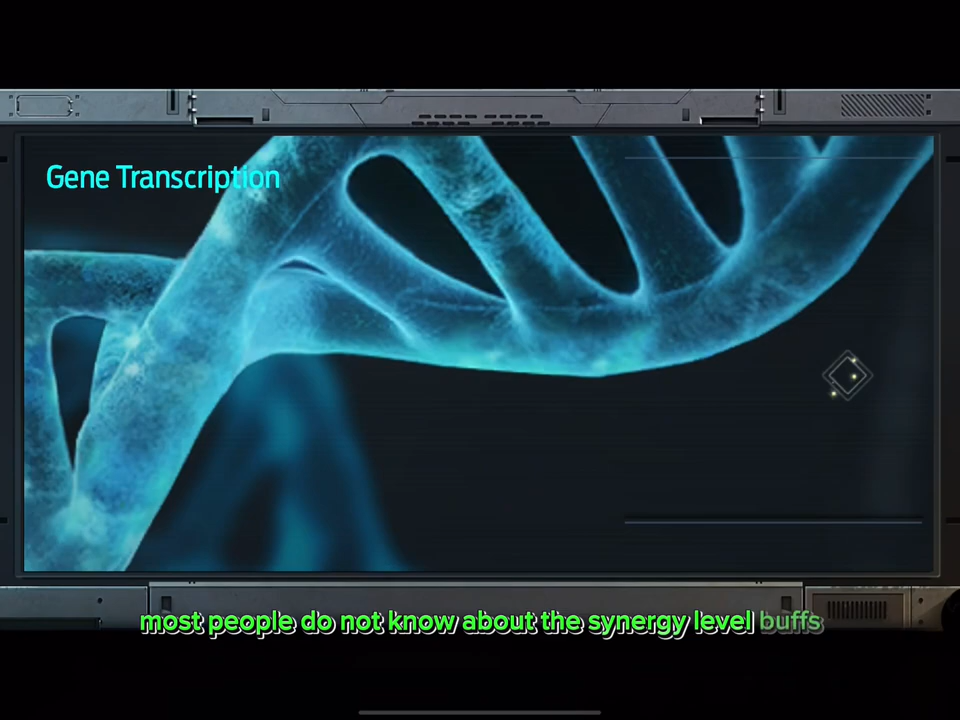 Gene Transcription
most people do not know about the synergy level buffs